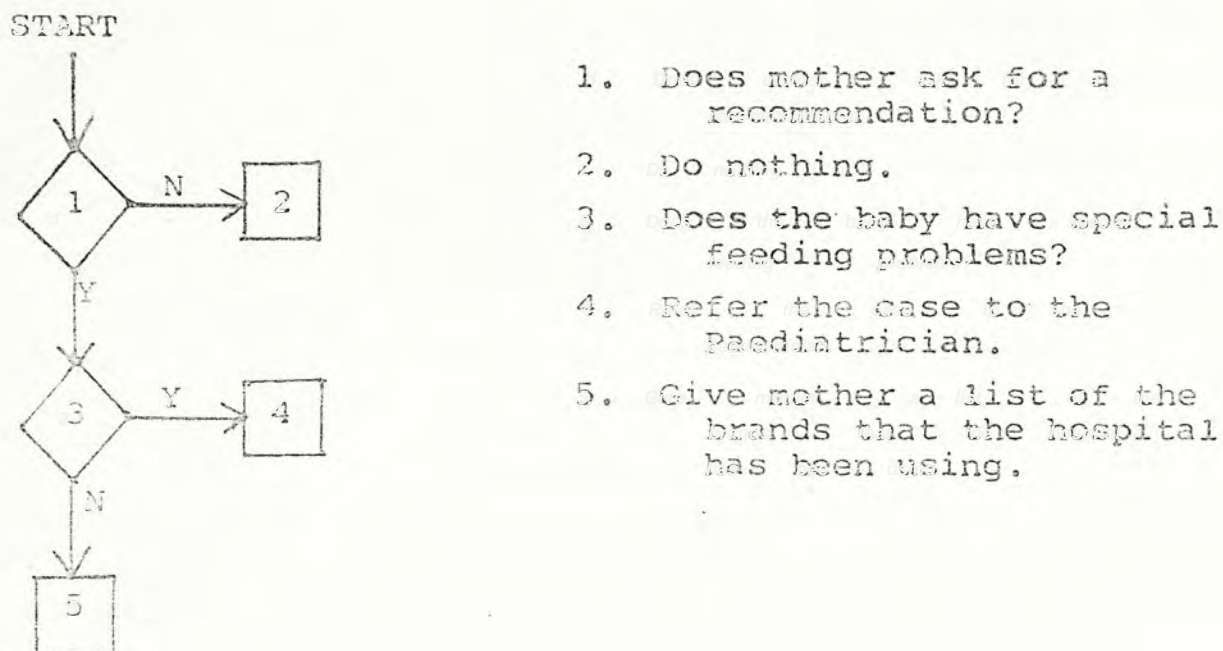 START
1. Does mother ask for a
recommendation?
2. Do nothing.
3. Does the baby have special
feeding problems?
4. Refer the case to the
Paediatrician.
5. Give mother a list of the
brands that the hospital
has been using.
1
N
2
Y
3
Y
4
N
5